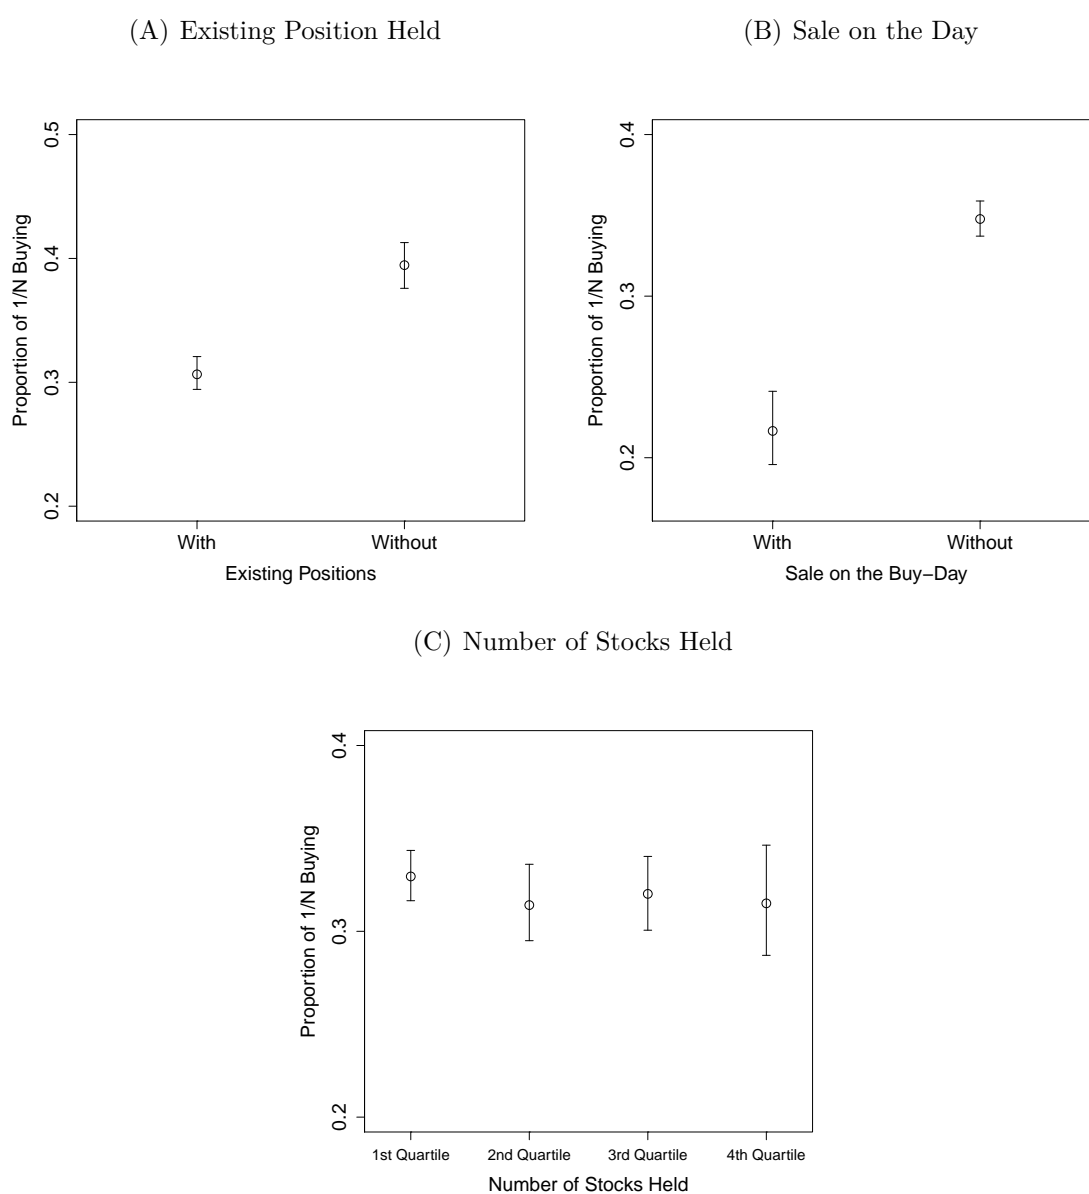 (A) Existing Position Held
(B) Sale on the Day
Proportion of 1/N Buying
0.5
0.4
0.3
0.2
With
Without
Existing Positions
Proportion of 1/N Buying
0.4
0.3
0.2
With
Without
Sale on the Buy−Day
(C) Number of Stocks Held
Proportion of 1/N Buying
0.4
0.3
0.2
1st Quartile
2nd Quartile
3rd Quartile
4th Quartile
Number of Stocks Held